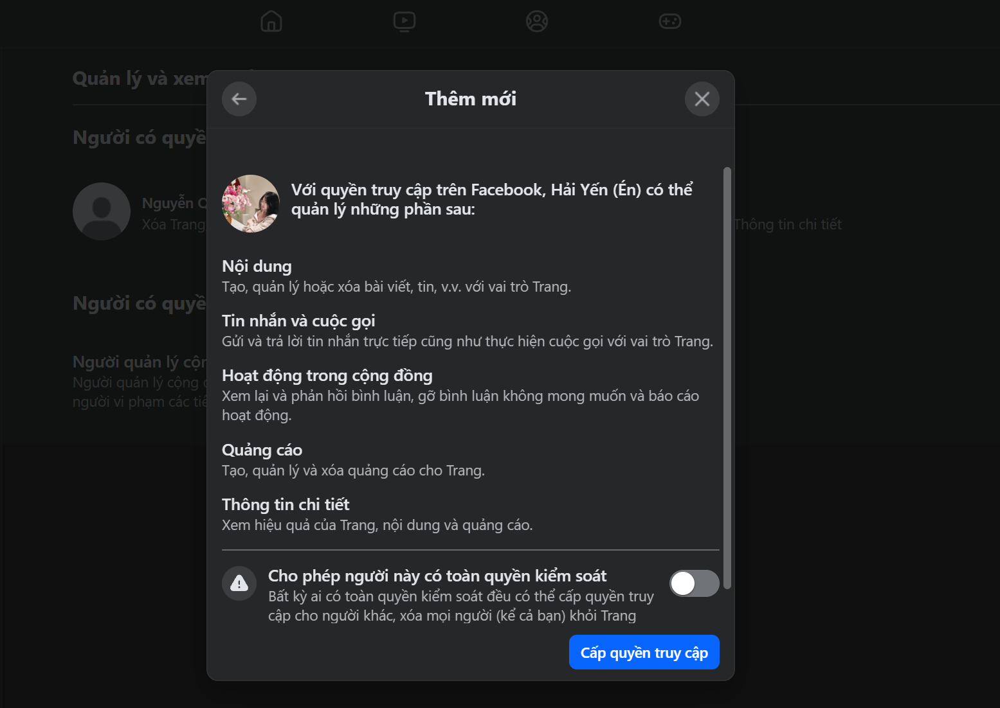 Quản lý và xem
Thêm mới
Người có quyề
Nguyễn Q
Xóa Trang
Thông tin chi tiết
Với quyền truy cập trên Facebook, Hải Yến (Én) có thể
quản lý những phần sau:
Nội dung
Tạo, quản lý hoặc xóa bài viết, tin, v.v. với vai trò Trang.
Người có quyề
Tin nhắn và cuộc gọi
Gửi và trả lời tin nhắn trực tiếp cũng như thực hiện cuộc gọi với vai trò Trang.
Người quản lý cộn
Người quản lý cộng
người vi phạm các tiê
Hoạt động trong cộng đồng
Xem lại và phản hồi bình luận, gỡ bình luận không mong muốn và báo cáo
hoạt động.
Quảng cáo
Tạo, quản lý và xóa quảng cáo cho Trang.
Thông tin chi tiết
Xem hiệu quả của Trang, nội dung và quảng cáo.
Cho phép người này có toàn quyền kiểm soát
Bất kỳ ai có toàn quyền kiểm soát đều có thể cấp quyền truy
cập cho người khác, xóa mọi người (kể cả bạn) khỏi Trang
Cấp quyền truy cập